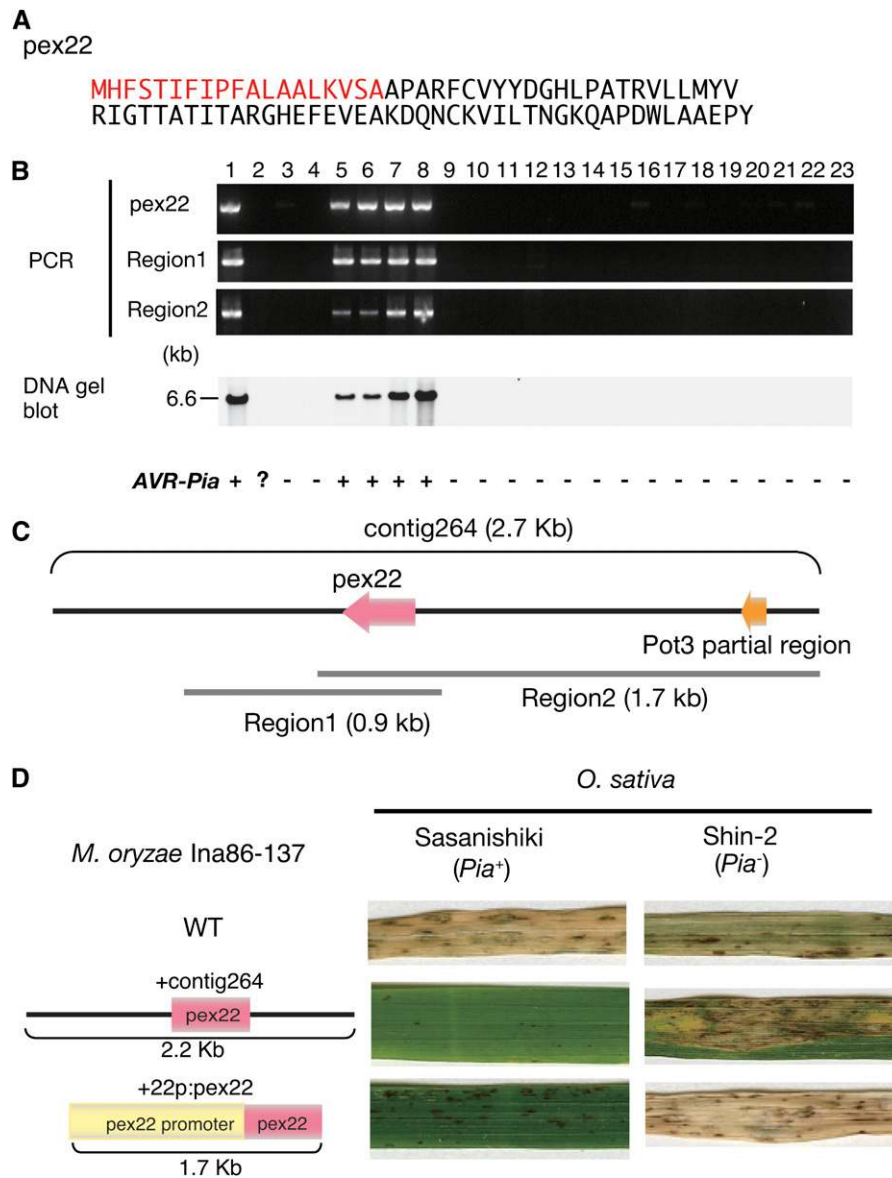 A
pex22
MHFSTIFIPFALAALKVSAAPARFCVYYDGHLPATRVLLMYV
RIGTTATITARGHEFEVEAKDQNCKVILTNGKQAPDWLAAEPY
B
1 2 3 4 5 6 7 8 9 10 11 12 13 14 15 16 17 18 19 20 21 22 23
pex22
PCR
Region1
Region2
(kb)
DNA gel
blot
6.6
AVR-Pia + ? - - + + + + - - - - - - - - - - - - - - -
C
contig264 (2.7 Kb)
pex22
Pot3 partial region
Region2 (1.7 kb)
Region1 (0.9 kb)
D
O. sativa
M. oryzae Ina86-137
Sasanishiki
(Pia+)
Shin-2
(Pia-)
WT
+contig264
pex22
2.2 Kb
+22p:pex22
pex22 promoter
pex22
1.7 Kb